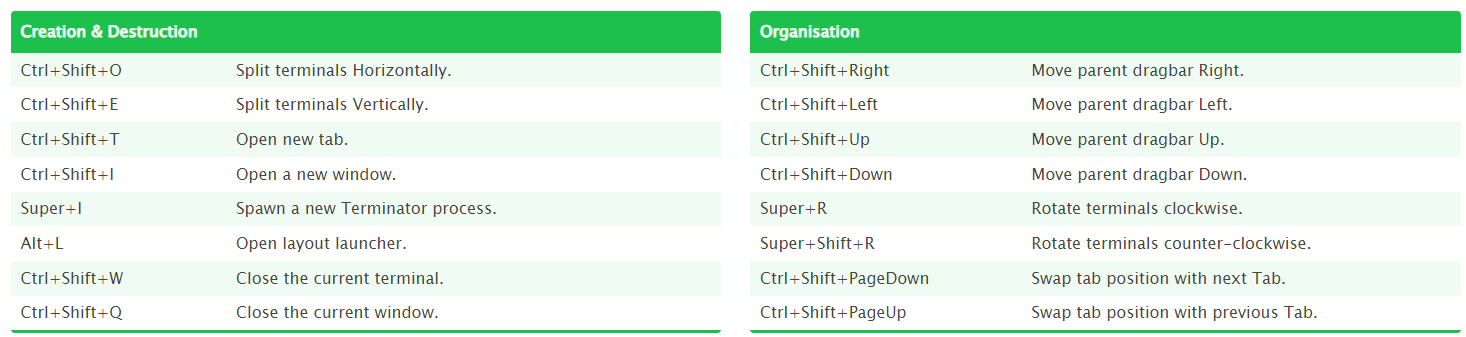 Creation & Destruction
Ctrl+Shift+O Split terminals Horizontally.
Ctrl+Shift+E Split terminals Vertically.
Ctrl+Shift+T Open new tab.
Ctrl+Shift+I Open a new window.
Super+I Spawn a new Terminator process.
Alt+L Open layout launcher.
Ctrl+Shift+W Close the current terminal.
Ctrl+Shift+Q Close the current window.
Organisation
Ctrl+Shift+Right Move parent dragbar Right.
Ctrl+Shift+Left Move parent dragbar Left.
Ctrl+Shift+Up Move parent dragbar Up.
Ctrl+Shift+Down Move parent dragbar Down.
Super+R Rotate terminals clockwise.
Super+Shift+R Rotate terminals counter-clockwise.
Ctrl+Shift+PageDown Swap tab position with next Tab.
Ctrl+Shift+PageUp Swap tab position with previous Tab.